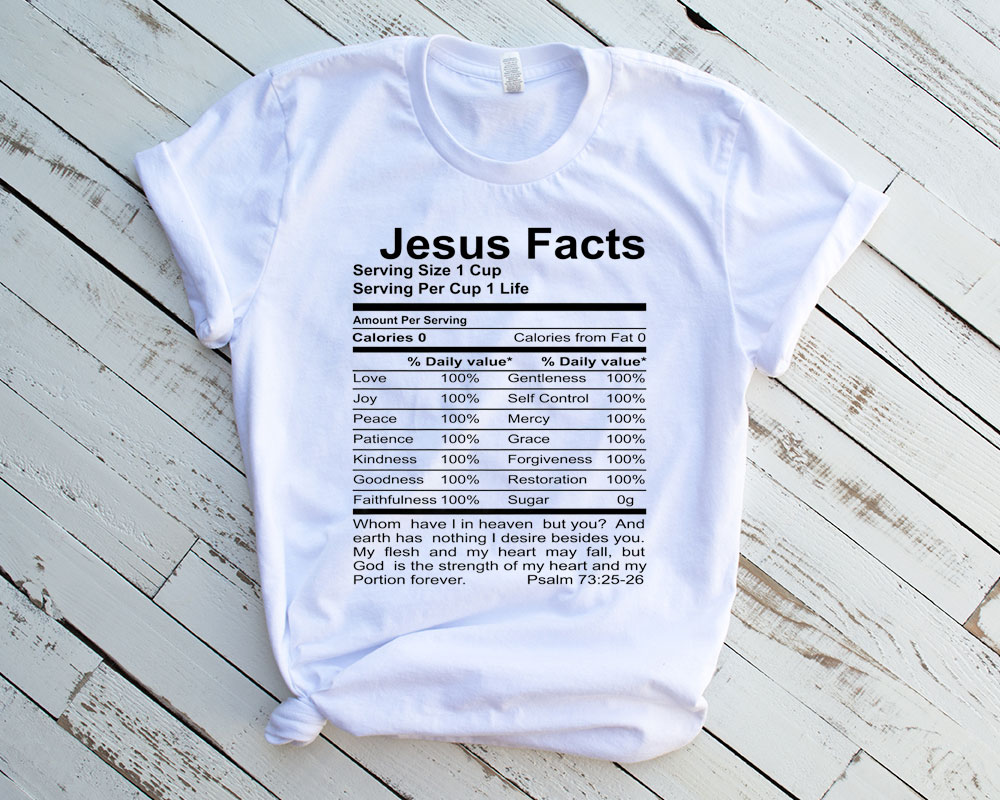 Jesus Facts
Serving Size 1 Cup
Serving Per Cup 1 Life
Amount Per Serving
Calories 0 Calories from Fat 0
% Daily value* % Daily value*
Love 100% Gentleness 100%
Joy 100% Self Control 100%
Peace 100% Mercy 100%
Patience 100% Grace 100%
Kindness 100% Forgiveness 100%
Goodness 100% Restoration 100%
Faithfulness 100% Sugar 0g
Whom have I in heaven but you? And
earth has nothing I desire besides you.
My flesh and my heart may fall, but
God is the strength of my heart and my
Portion forever. Psalm 73:25-26